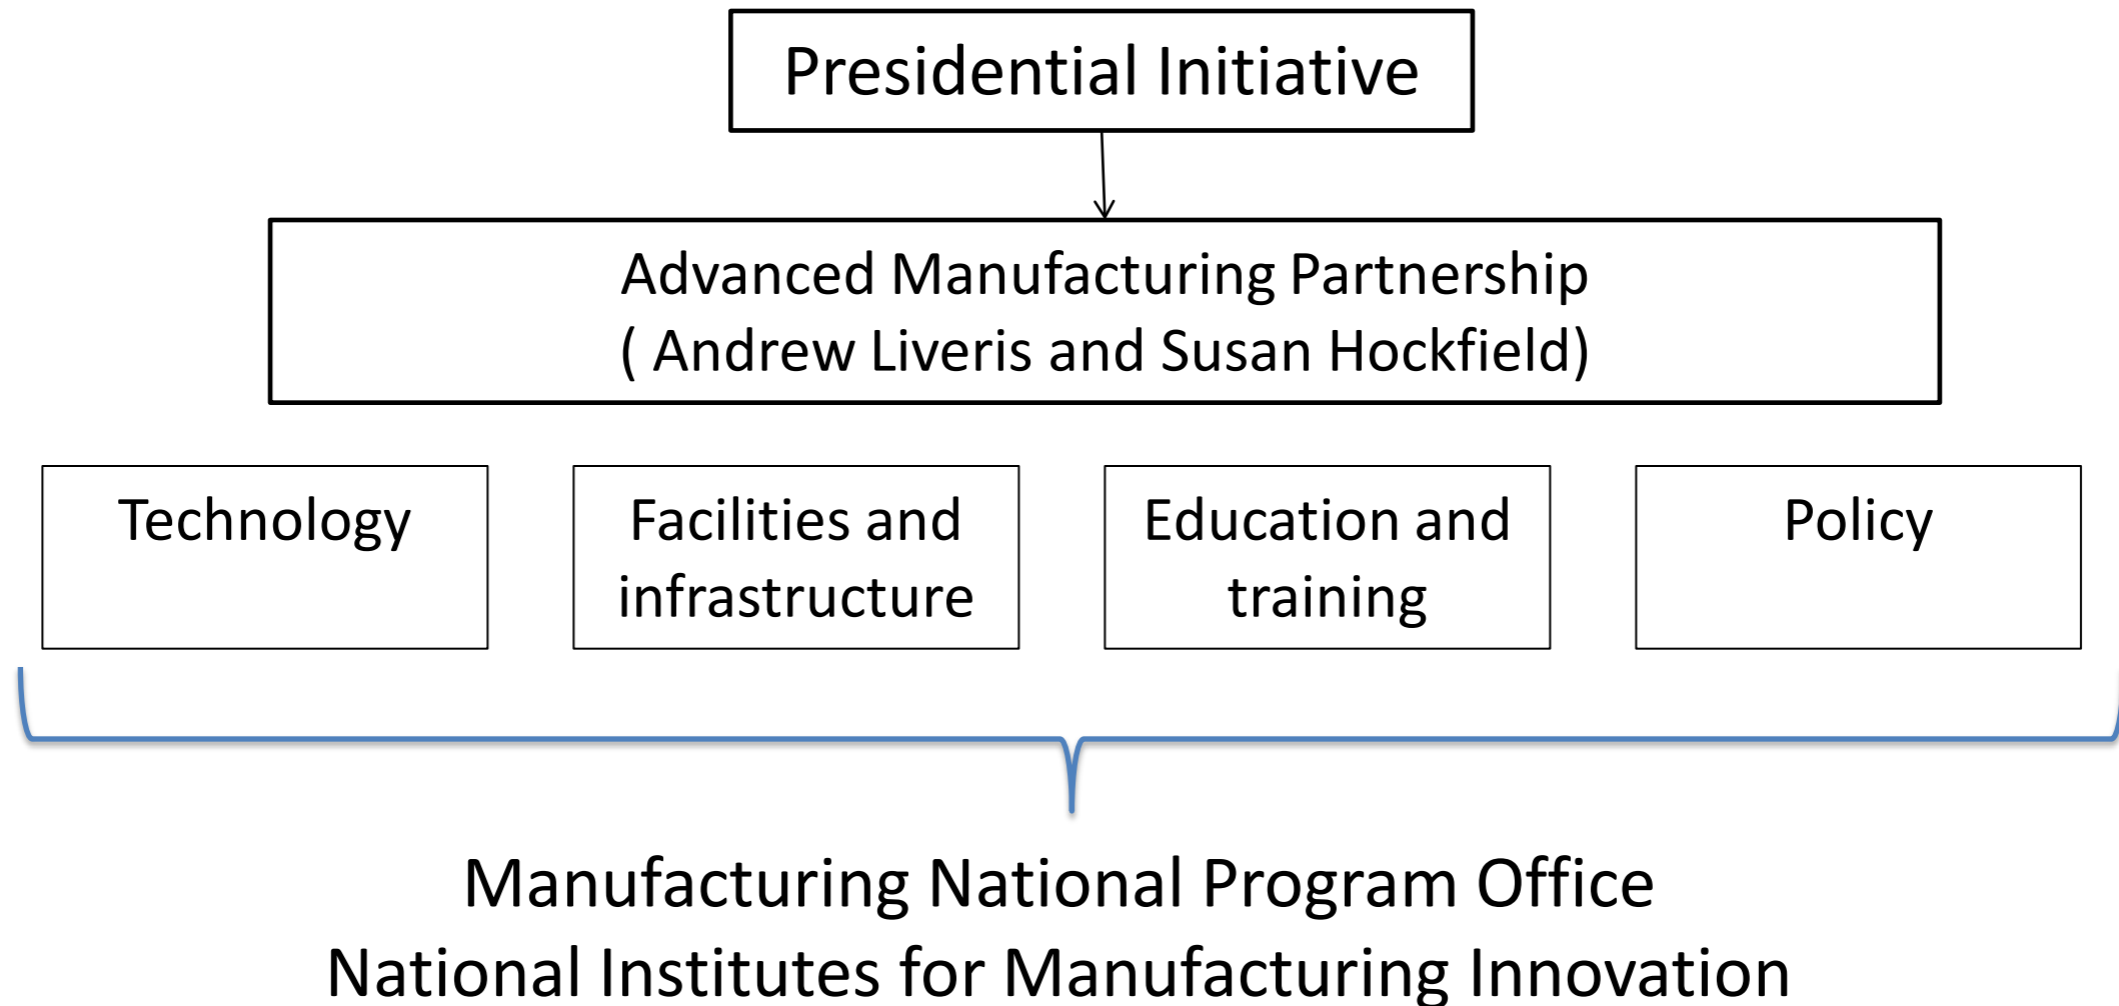 Presidential Initiative
Advanced Manufacturing Partnership
( Andrew Liveris and Susan Hockfield)
Technology
Facilities and
infrastructure
Education and
training
Policy
Manufacturing National Program Office
National Institutes for Manufacturing Innovation